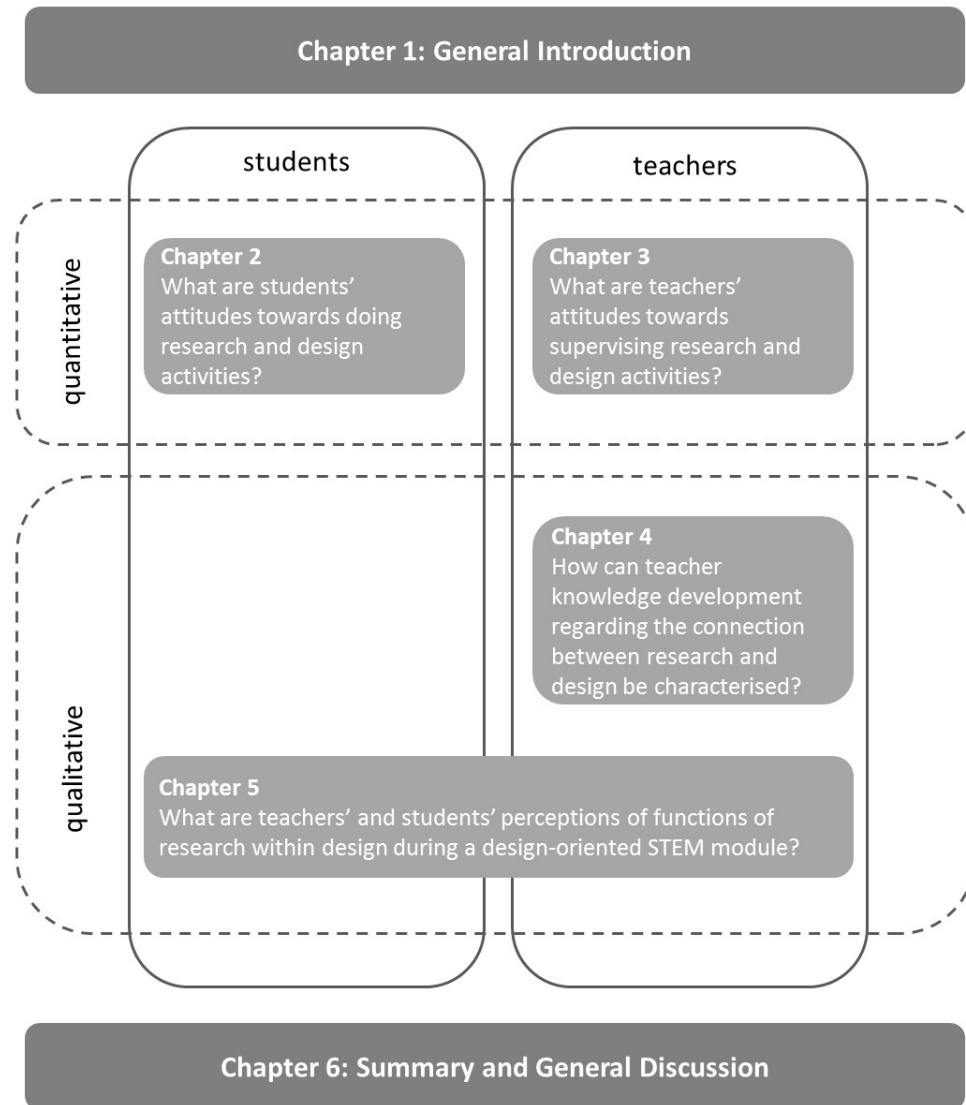 Chapter 1: General Introduction
students
teachers
quantitative
Chapter 2
What are students’
attitudes towards doing
research and design
activities?
Chapter 3
What are teachers’
attitudes towards
supervising research and
design activities?
qualitative
Chapter 4
How can teacher
knowledge development
regarding the connection
between research and
design be characterised?
Chapter 5
What are teachers’ and students’ perceptions of functions of
research within design during a design-oriented STEM module?
Chapter 6: Summary and General Discussion